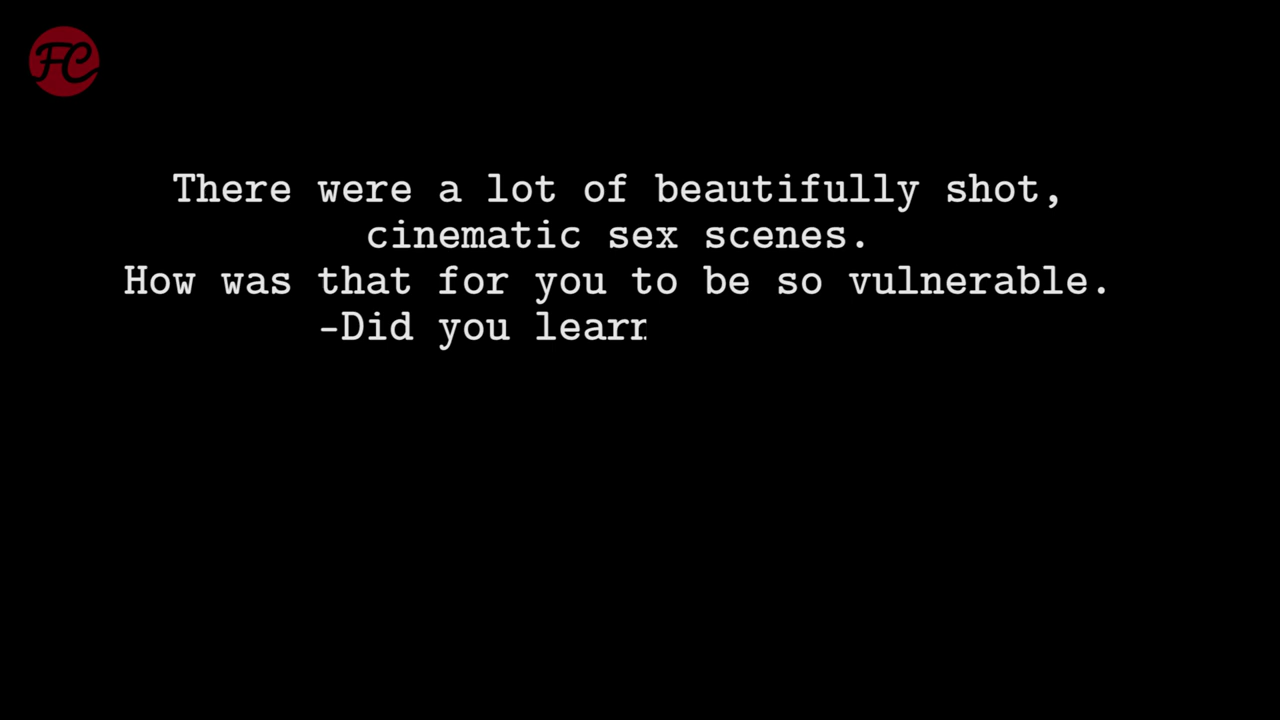 FC
There were a lot of beautifully shot,
cinematic sex scenes.
How was that for you to be so vulnerable.
-Did you